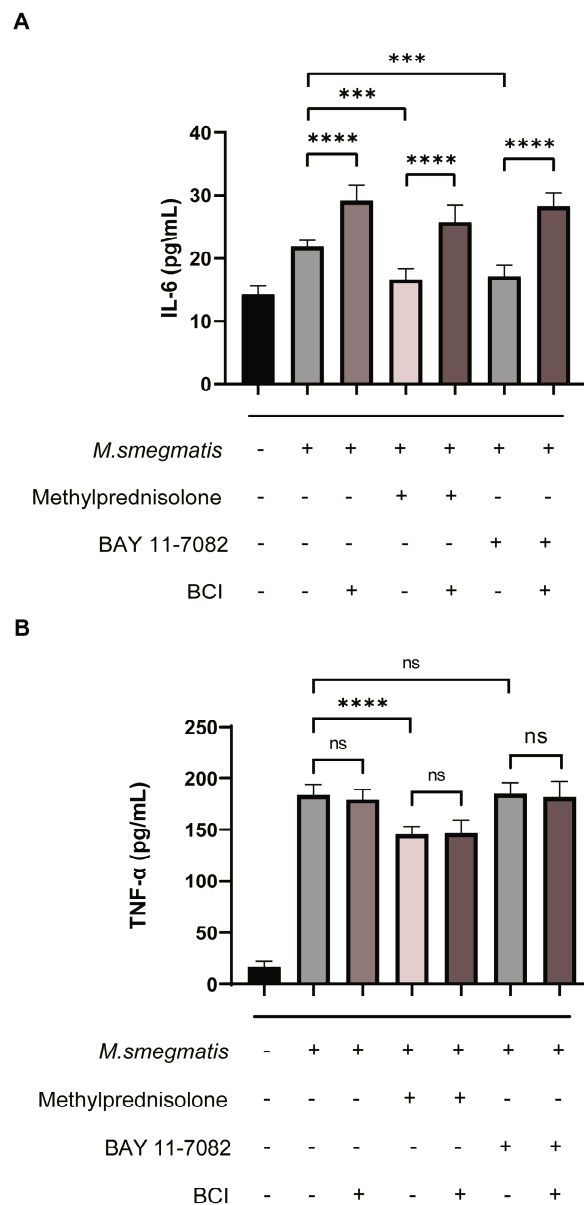 A
***
***
**** **** ****
40
30
20
10
0
IL-6 (pg\mL)
M.smegmatis - + + + + + +
Methylprednisolone - - - + + - -
BAY 11-7082 - - - - - + +
BCI - - + - + - +
B
ns
****
ns ns ns
250
200
150
100
50
0
TNF-α (pg/mL)
M.smegmatis - + + + + + +
Methylprednisolone - - - + + - -
BAY 11-7082 - - - - - + +
BCI - - + - + - +